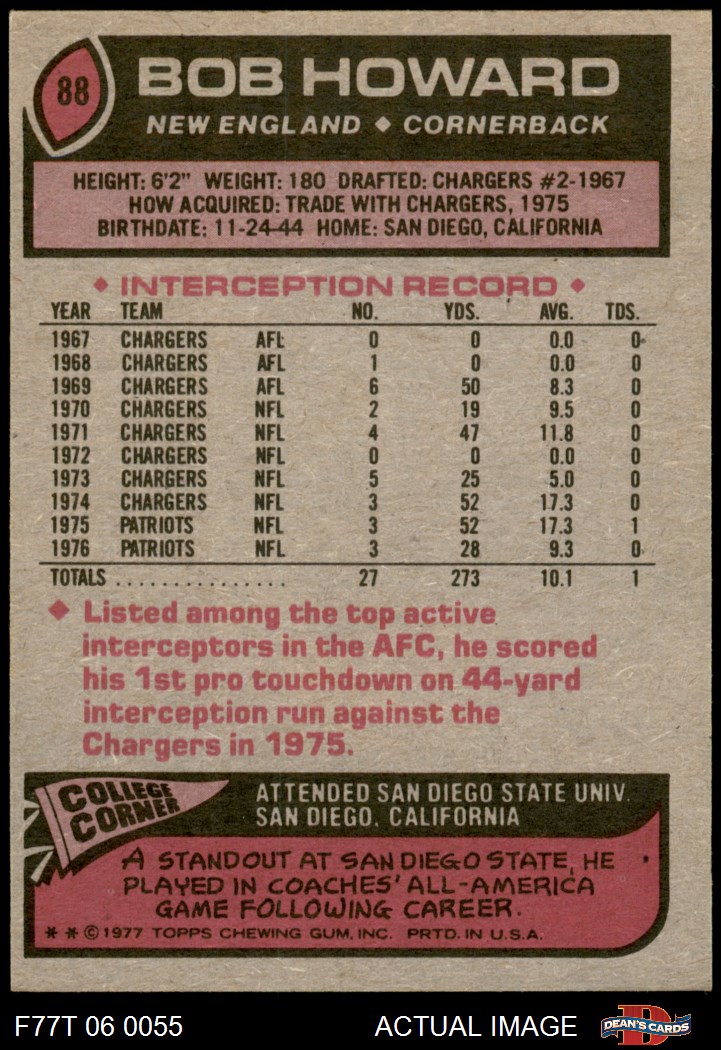 88
BOB HOWARD
NEW ENGLAND ◆ CORNERBACK
HEIGHT: 6'2" WEIGHT: 180 DRAFTED: CHARGERS #2-1967
HOW ACQUIRED: TRADE WITH CHARGERS, 1975
BIRTHDATE: 11-24-44 HOME: SAN DIEGO, CALIFORNIA
◆ INTERCEPTION RECORD ◆
YEAR TEAM NO. YDS. AVG. TDS.
1967 CHARGERS AFL 0 0 0.0 0
1968 CHARGERS AFL 1 0 0.0 0
1969 CHARGERS AFL 6 50 8.3 0
1970 CHARGERS NFL 2 19 9.5 0
1971 CHARGERS NFL 4 47 11.8 0
1972 CHARGERS NFL 0 0 0.0 0
1973 CHARGERS NFL 5 25 5.0 0
1974 CHARGERS NFL 3 52 17.3 0
1975 PATRIOTS NFL 3 52 17.3 1
1976 PATRIOTS NFL 3 28 9.3 0
TOTALS ................ 27 273 10.1 1
◆ Listed among the top active
interceptors in the AFC, he scored
his 1st pro touchdown on 44-yard
interception run against the
Chargers in 1975.
COLLEGE
CORNER
ATTENDED SAN DIEGO STATE UNIV.
SAN DIEGO, CALIFORNIA
A STANDOUT AT SAN DIEGO STATE, HE
PLAYED IN COACHES' ALL-AMERICA
GAME FOLLOWING CAREER.
** ©1977 TOPPS CHEWING GUM, INC. PRTD. IN U.S.A.
F77T 06 0055 ACTUAL IMAGE D DEAN'S CARDS